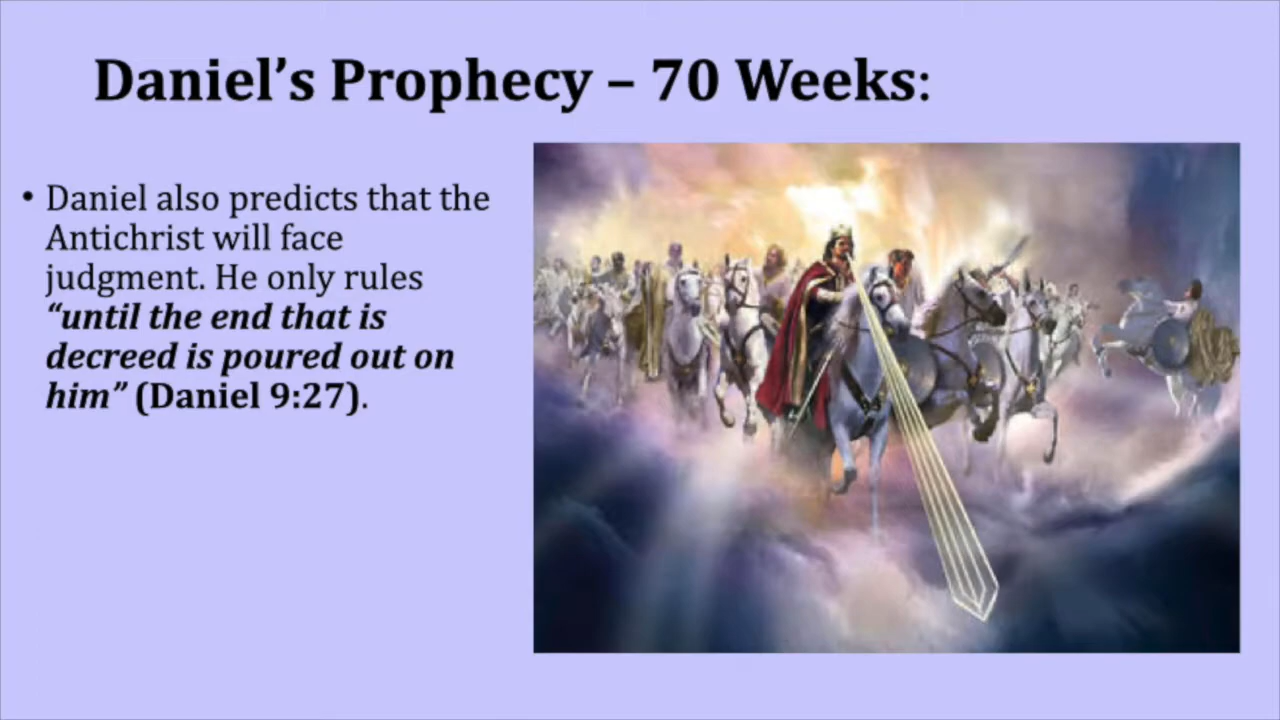 Daniel’s Prophecy – 70 Weeks:
• Daniel also predicts that the
Antichrist will face
judgment. He only rules
“until the end that is
decreed is poured out on
him” (Daniel 9:27).